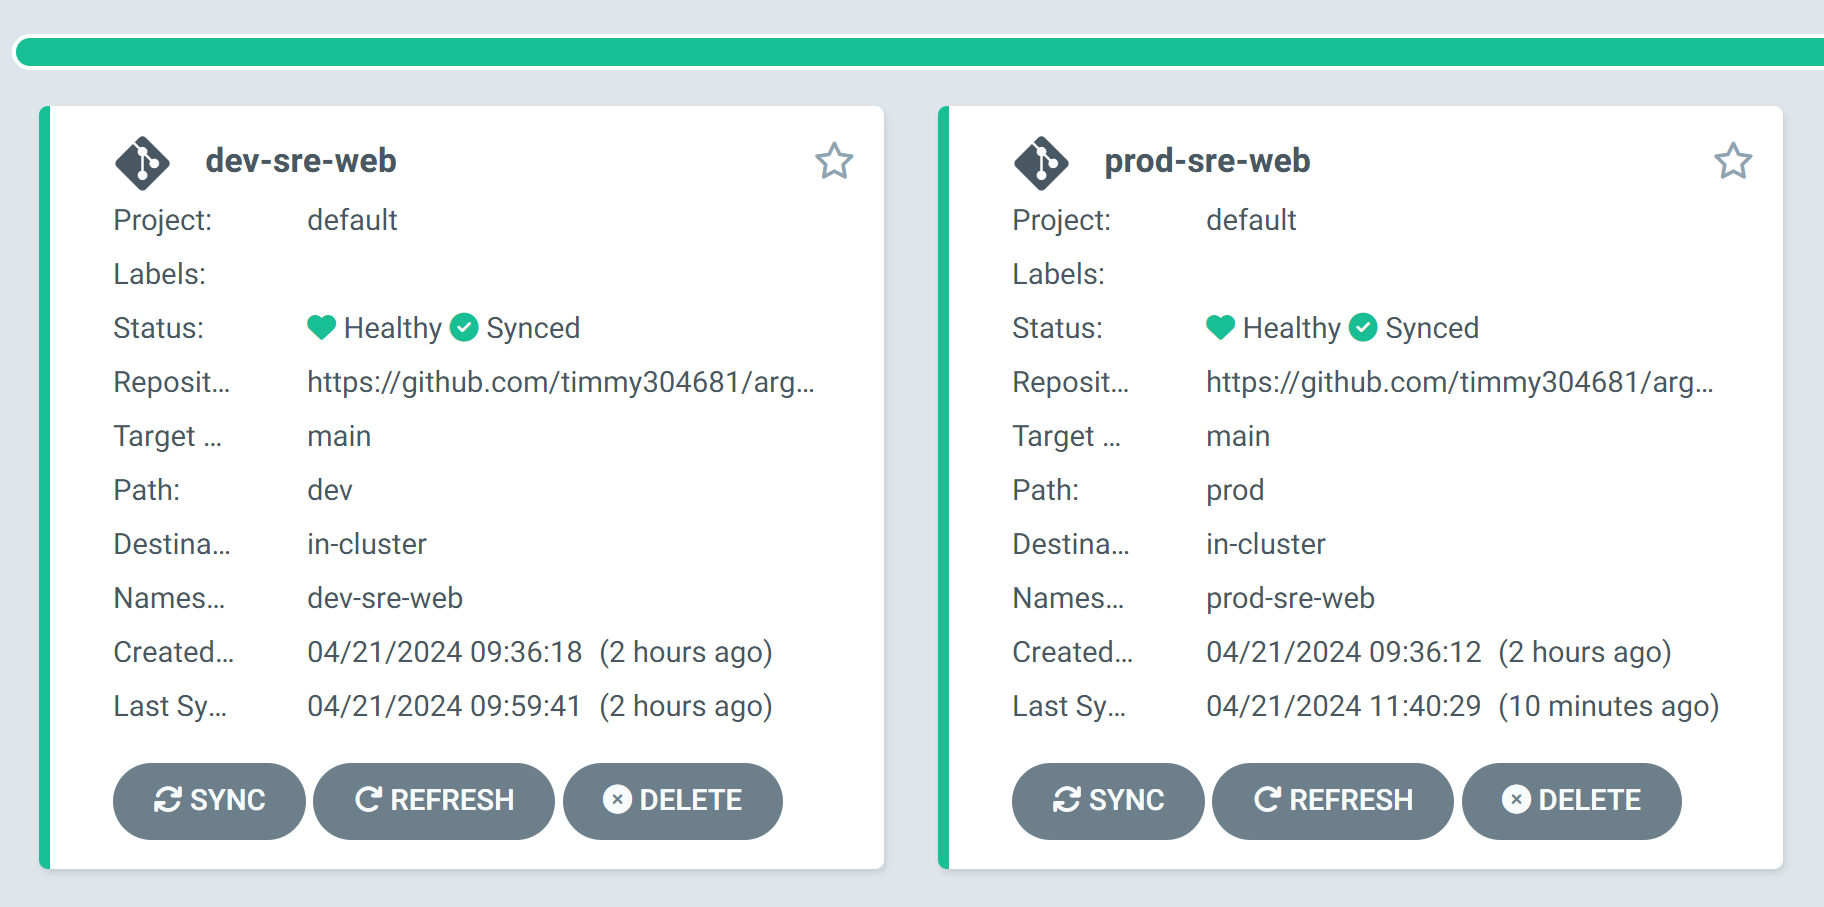 dev-sre-web
Project: default
Labels:
Status: Healthy Synced
Reposit... https://github.com/timmy304681/arg...
Target ... main
Path: dev
Destina... in-cluster
Names... dev-sre-web
Created... 04/21/2024 09:36:18 (2 hours ago)
Last Sy... 04/21/2024 09:59:41 (2 hours ago)
SYNC REFRESH DELETE
prod-sre-web
Project: default
Labels:
Status: Healthy Synced
Reposit... https://github.com/timmy304681/arg...
Target ... main
Path: prod
Destina... in-cluster
Names... prod-sre-web
Created... 04/21/2024 09:36:12 (2 hours ago)
Last Sy... 04/21/2024 11:40:29 (10 minutes ago)
SYNC REFRESH DELETE